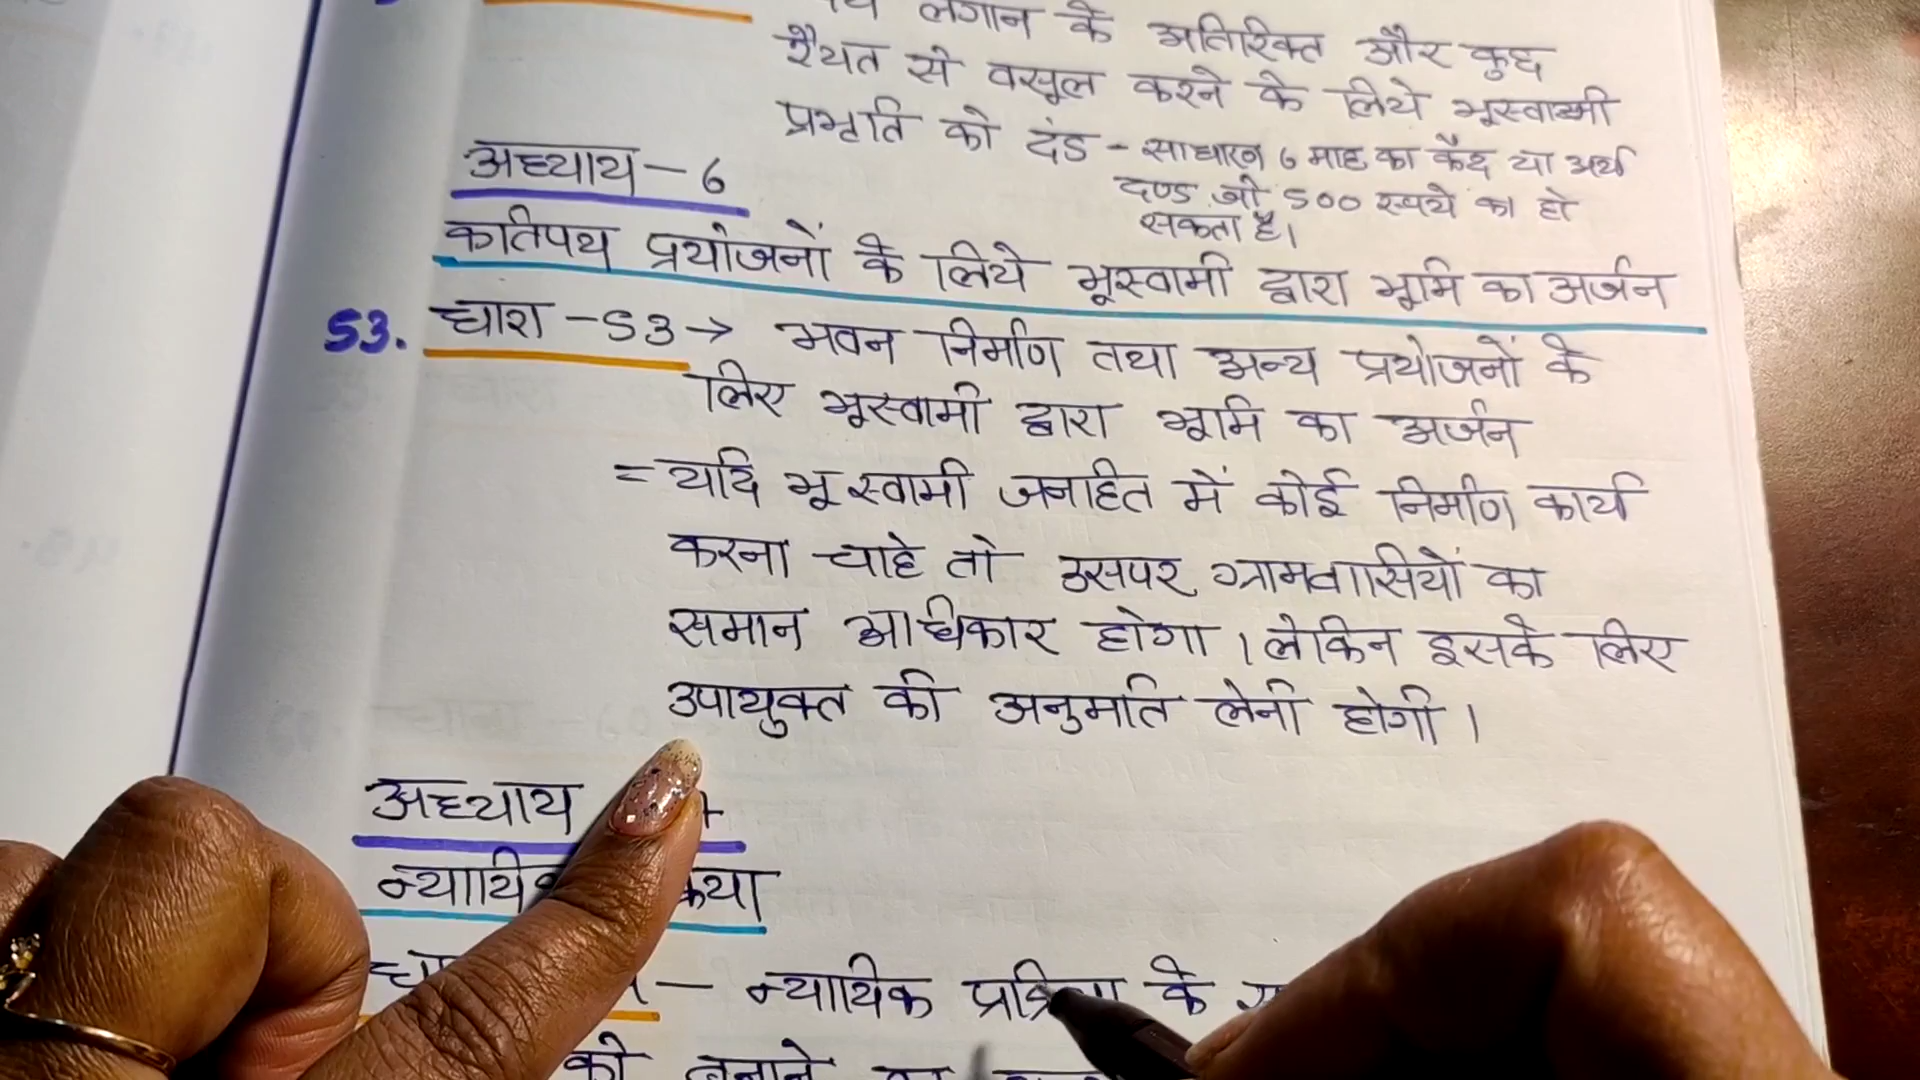 लगान के अतिरिक्त और कुछ
रैयत से वसूल करने के लिये भूस्वामी
प्रभृति को दंड - साधारन 6 माह का कैद या अर्थ
दण्ड जो 500 रूपये का हो
सकता है।
अध्याय - 6
कतिपय प्रयोजनों के लिये भूस्वामी द्वारा भूमि का अर्जन
53. धारा - 53 → भवन निर्माण तथा अन्य प्रयोजनों के
लिए भूस्वामी द्वारा भूमि का अर्जन
= यदि भू स्वामी जनहित में कोई निर्माण कार्य
करना चाहे तो उसपर ग्रामवासियों का
समान अधिकार होगा। लेकिन इसके लिए
उपायुक्त की अनुमति लेनी होगी।
अध्याय
— न्यायिक प्रक्रिया के
को बनाने